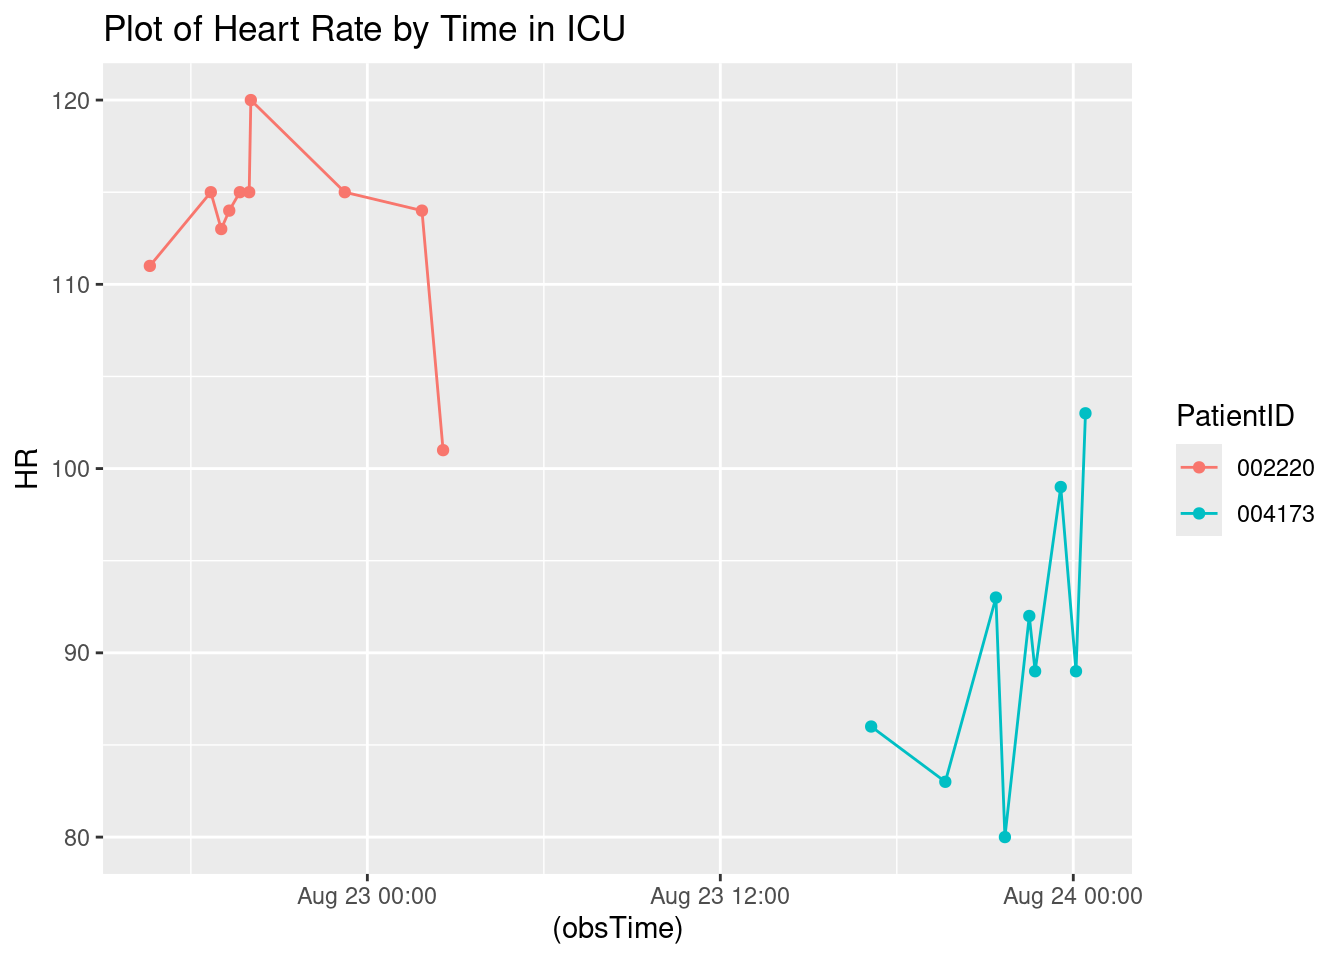 Plot of Heart Rate by Time in ICU
120
110
100
90
80
HR
Aug 23 00:00
Aug 23 12:00
Aug 24 00:00
(obsTime)
PatientID
002220
004173